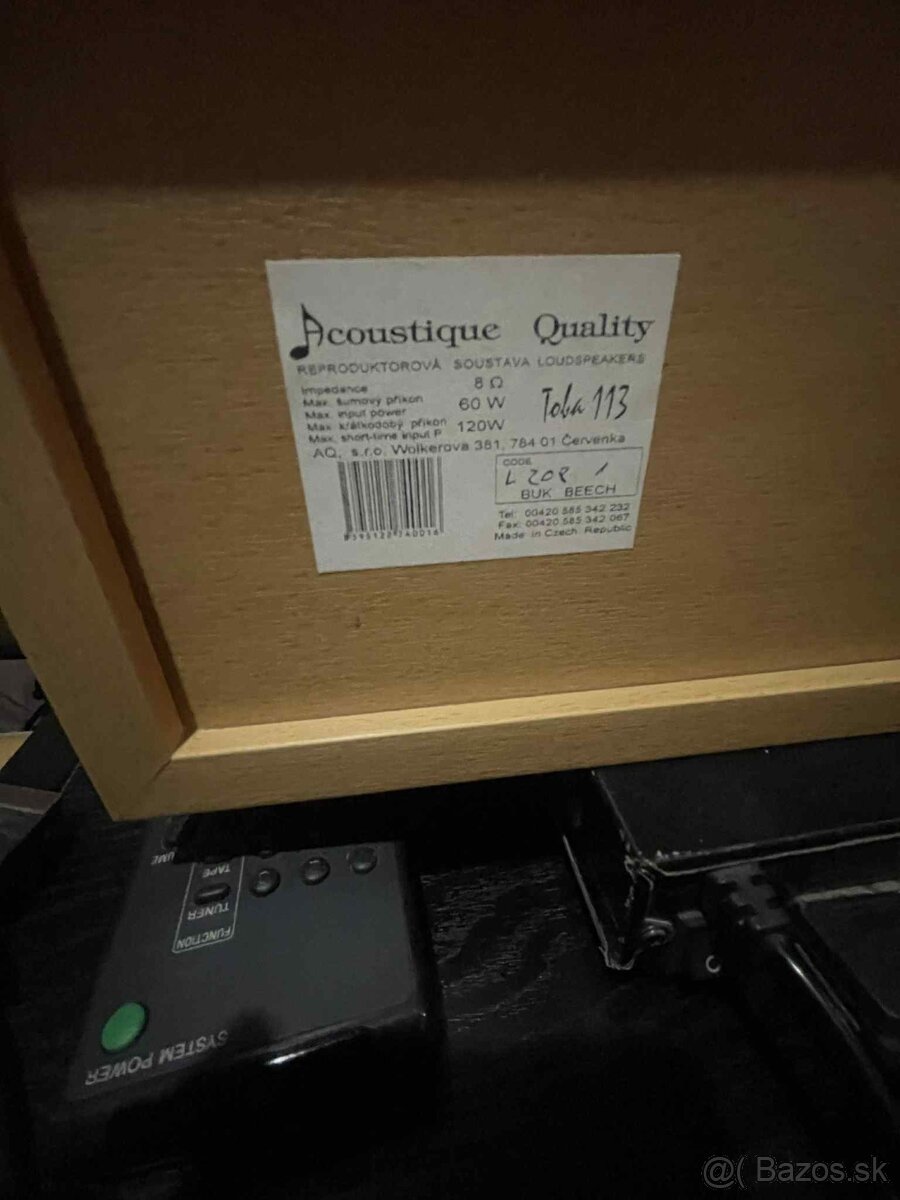 Acoustique Quality
REPRODUKTOROVÁ SOUSTAVA LOUDSPEAKERS
Impedance 8 Ω
Max. šumový příkon
Max. input power 60 W
Max. krátkodobý příkon
Max. short-time input P 120W
Toba 113
AQ, s.r.o. Wolkerova 381, 784 01 Červenka
CODE
BUK BEECH
Tel: 00420 585 342 232
Fax: 00420 585 342 067
Made in Czech Republic
TAPE
TUNER
FUNCTION
SYSTEM POWER
@( Bazos.sk